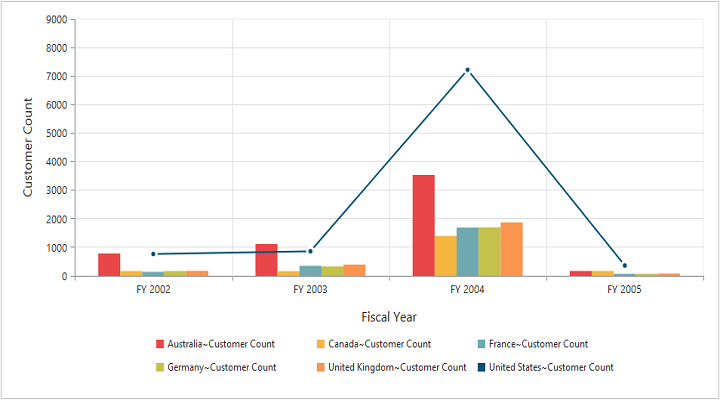 9000
8000
7000
6000
5000
4000
3000
2000
1000
0
Customer Count
FY 2002 FY 2003 FY 2004 FY 2005
Fiscal Year
Australia~Customer Count Canada~Customer Count France~Customer Count
Germany~Customer Count United Kingdom~Customer Count United States~Customer Count